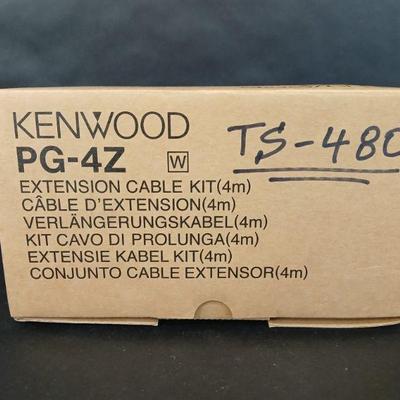 KENWOOD
PG-4Z W
TS-480
EXTENSION CABLE KIT(4m)
CÂBLE D'EXTENSION(4m)
VERLÄNGERUNGSKABEL(4m)
KIT CAVO DI PROLUNGA(4m)
EXTENSIE KABEL KIT(4m)
CONJUNTO CABLE EXTENSOR(4m)